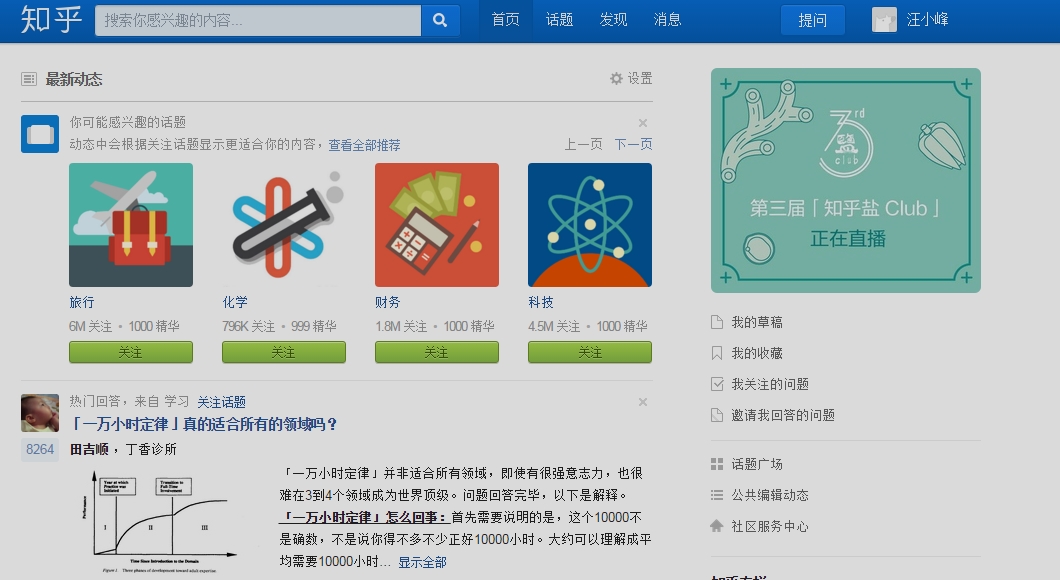 知乎
搜索你感兴趣的内容...
首页 话题 发现 消息
提问
汪小峰
最新动态
设置
你可能感兴趣的话题
动态中会根据关注话题显示更适合你的内容，查看全部推荐
上一页 下一页
旅行
6M 关注 • 1000 精华
关注
化学
796K 关注 • 999 精华
关注
财务
1.8M 关注 • 1000 精华
关注
科技
4.5M 关注 • 1000 精华
关注
热门回答，来自 学习 关注话题
「一万小时定律」真的适合所有的领域吗？
8264
田吉顺 ，丁香诊所
Year at which
Practice was
Initiated
Transition to
Full Time
Involvement
Performance
I
II
III
Time Since Introduction to the Domain
Figure 1 Three phases of development toward adult expertise.
「一万小时定律」并非适合所有领域，即使有很强意志力，也很
难在3到4个领域成为世界顶级。问题回答完毕，以下是解释。
「一万小时定律」怎么回事：首先需要说明的是，这个10000不
是确数，不是说你得不多不少正好10000小时。大约可以理解成平
均需要10000小时... 显示全部
3rd
鹽
club
第三届「知乎盐 Club」
正在直播
我的草稿
我的收藏
我关注的问题
邀请我回答的问题
话题广场
公共编辑动态
社区服务中心